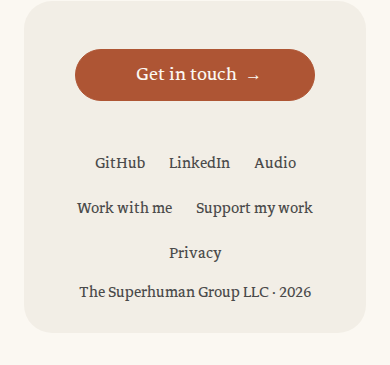 Get in touch →
GitHub LinkedIn Audio
Work with me Support my work
Privacy
The Superhuman Group LLC · 2026